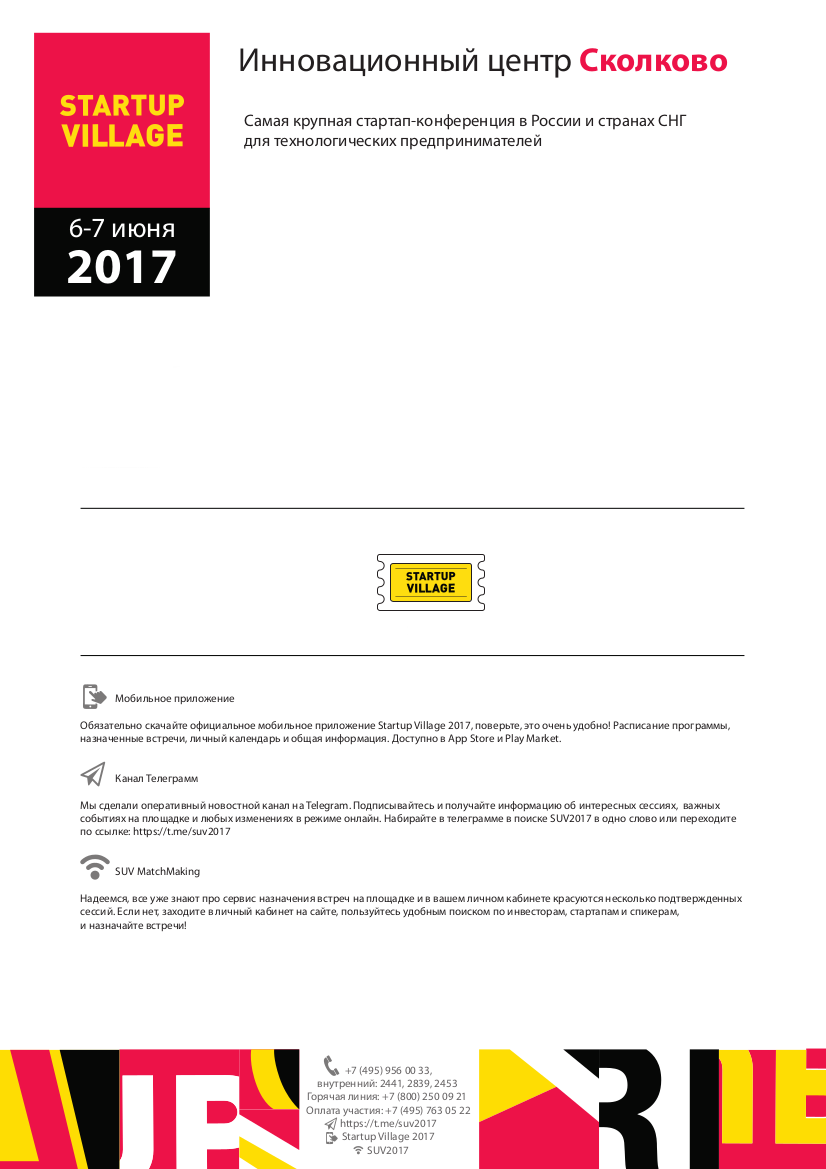 STARTUP
VILLAGE
6-7 июня
2017
Инновационный центр Сколково
Самая крупная стартап-конференция в России и странах СНГ
для технологических предпринимателей
STARTUP
VILLAGE
Мобильное приложение
Обязательно скачайте официальное мобильное приложение Startup Village 2017, поверьте, это очень удобно! Расписание программы,
назначенные встречи, личный календарь и общая информация. Доступно в App Store и Play Market.
Канал Телеграмм
Мы сделали оперативный новостной канал на Telegram. Подписывайтесь и получайте информацию об интересных сессиях, важных
событиях на площадке и любых изменениях в режиме онлайн. Набирайте в телеграмме в поиске SUV2017 в одно слово или переходите
по ссылке: https://t.me/suv2017
SUV MatchMaking
Надеемся, все уже знают про сервис назначения встреч на площадке и в вашем личном кабинете красуются несколько подтвержденных
сессий. Если нет, заходите в личный кабинет на сайте, пользуйтесь удобным поиском по инвесторам, стартапам и спикерам,
и назначайте встречи!
+7 (495) 956 00 33,
внутренний: 2441, 2839, 2453
Горячая линия: +7 (800) 250 09 21
Оплата участия: +7 (495) 763 05 22
https://t.me/suv2017
Startup Village 2017
SUV2017